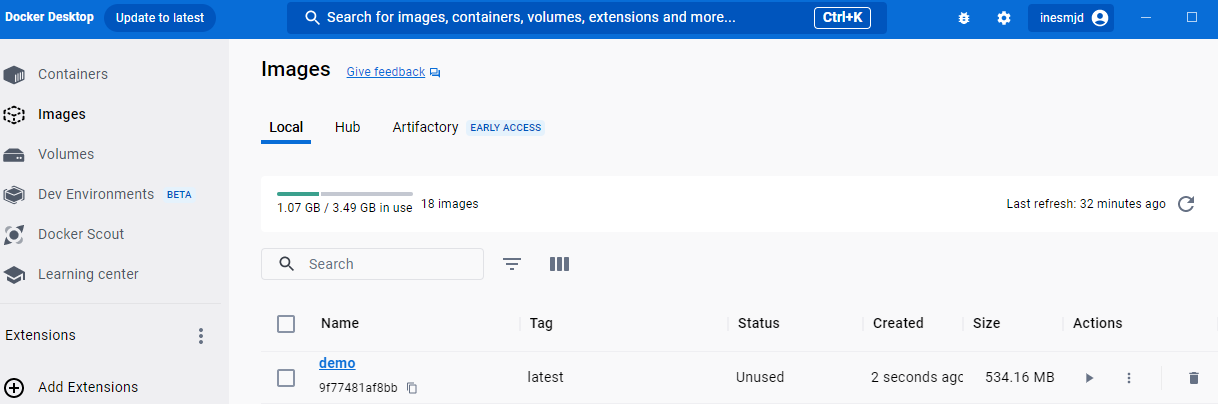 Docker Desktop Update to latest Search for images, containers, volumes, extensions and more... Ctrl+K inesmjd
Containers
Images
Volumes
Dev Environments BETA
Docker Scout
Learning center
Extensions
Add Extensions
Images Give feedback
Local Hub Artifactory EARLY ACCESS
1.07 GB / 3.49 GB in use 18 images Last refresh: 32 minutes ago
Search
Name Tag Status Created Size Actions
demo
9f77481af8bb latest Unused 2 seconds ago 534.16 MB